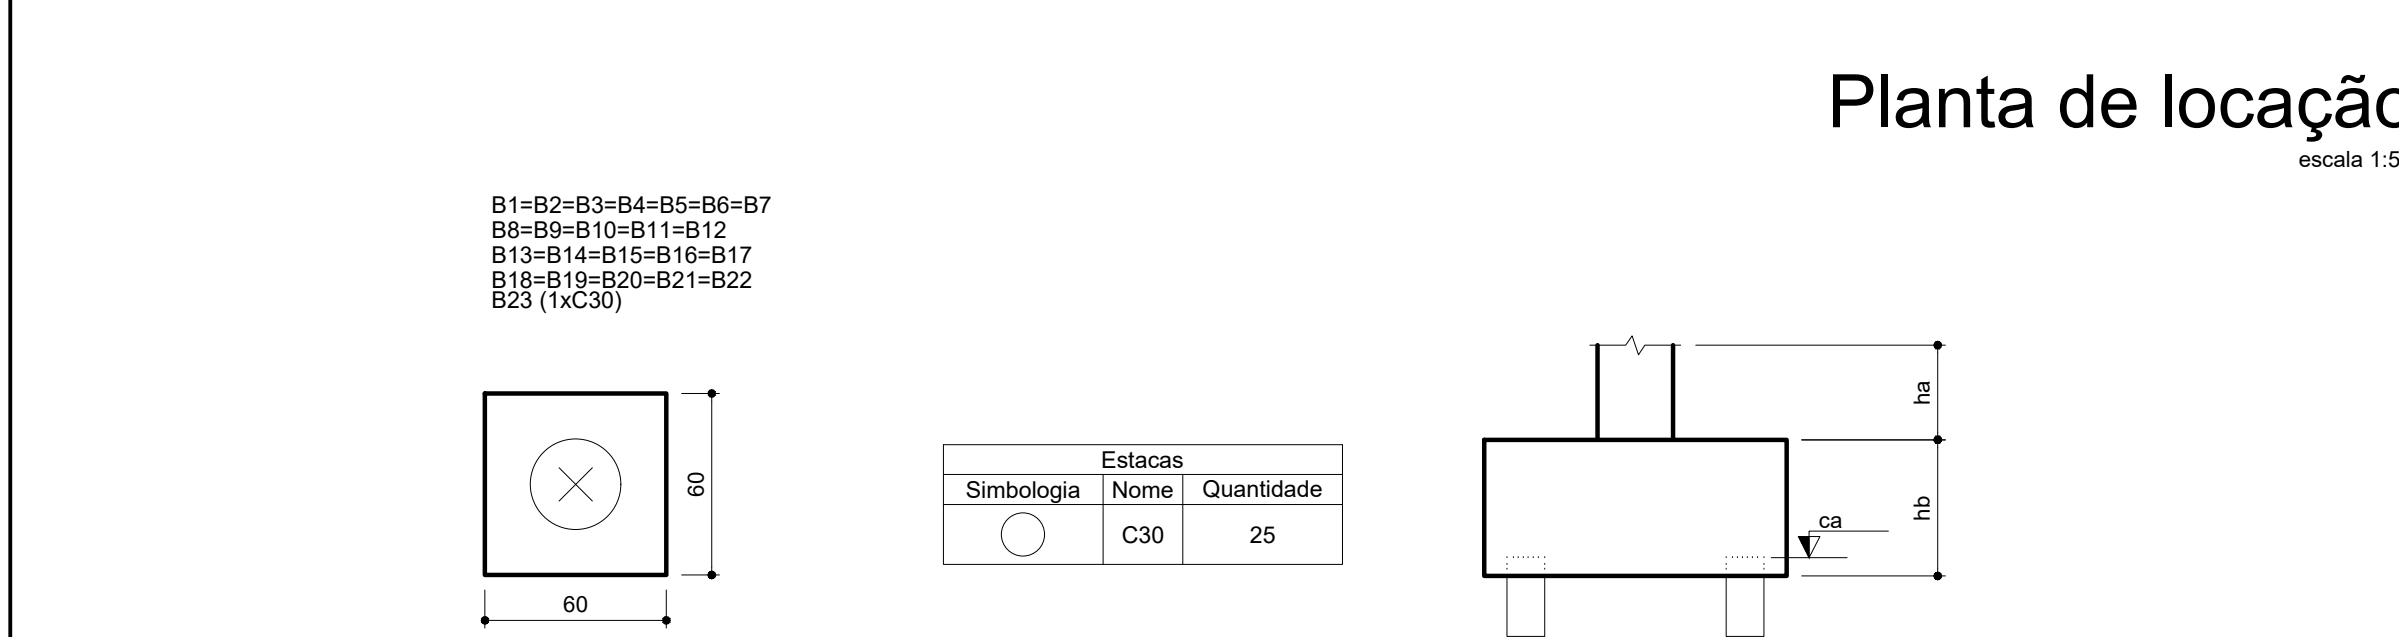 Planta de locação
escala 1:5
B1=B2=B3=B4=B5=B6=B7
B8=B9=B10=B11=B12
B13=B14=B15=B16=B17
B18=B19=B20=B21=B22
B23 (1xC30)
60
60
Estacas
Simbologia Nome Quantidade
C30 25
ha
hb
ca